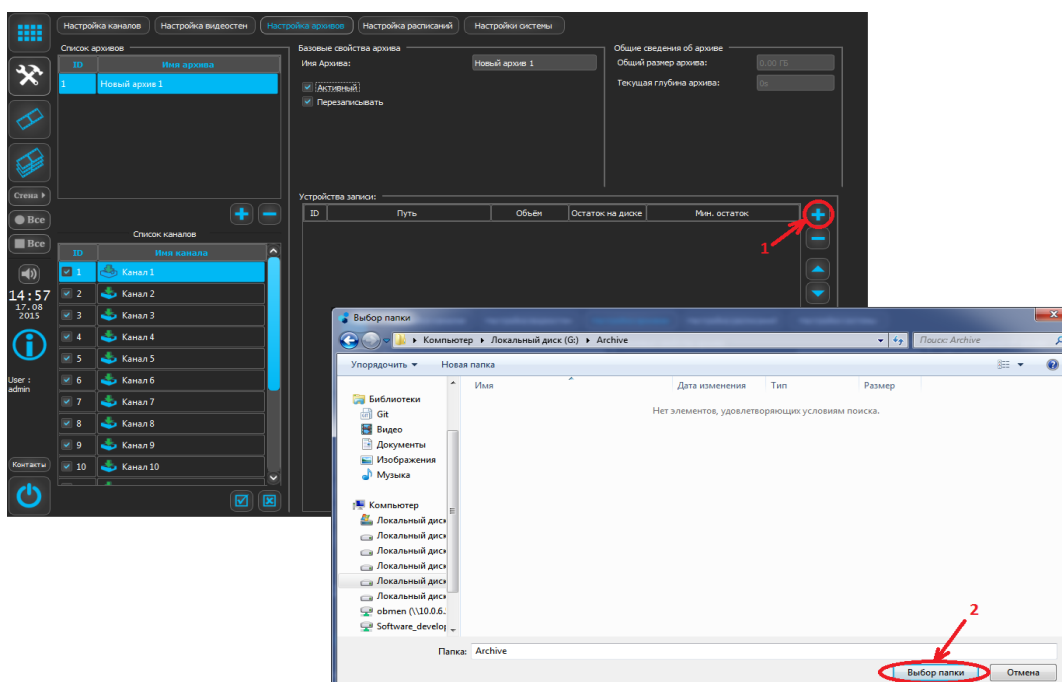 Настройка каналов Настройка видеостен Настройка архивов Настройка расписаний Настройки системы
Список архивов
ID Имя архива
1 Новый архив 1
Базовые свойства архива
Имя Архива: Новый архив 1
Активный
Перезаписывать
Общие сведения об архиве
Общий размер архива: 0.00 ГБ
Текущая глубина архива: 0s
Стена
Все
Все
14:57
17.08
2015
User :
admin
Контакты
Список каналов
ID Имя канала
1 Канал 1
2 Канал 2
3 Канал 3
4 Канал 4
5 Канал 5
6 Канал 6
7 Канал 7
8 Канал 8
9 Канал 9
10 Канал 10
Устройства записи:
ID Путь Объём Остаток на диске Мин. остаток
1
Выбор папки
Компьютер Локальный диск (G:) Archive
Поиск: Archive
Упорядочить Новая папка
Имя Дата изменения Тип Размер
Нет элементов, удовлетворяющих условиям поиска.
Библиотеки
Git
Видео
Документы
Изображения
Музыка
Компьютер
Локальный диск
Локальный диск
Локальный диск
Локальный диск
Локальный диск
Локальный диск
obmen (\\10.0.6.
Software_develop
2
Папка: Archive
Выбор папки Отмена